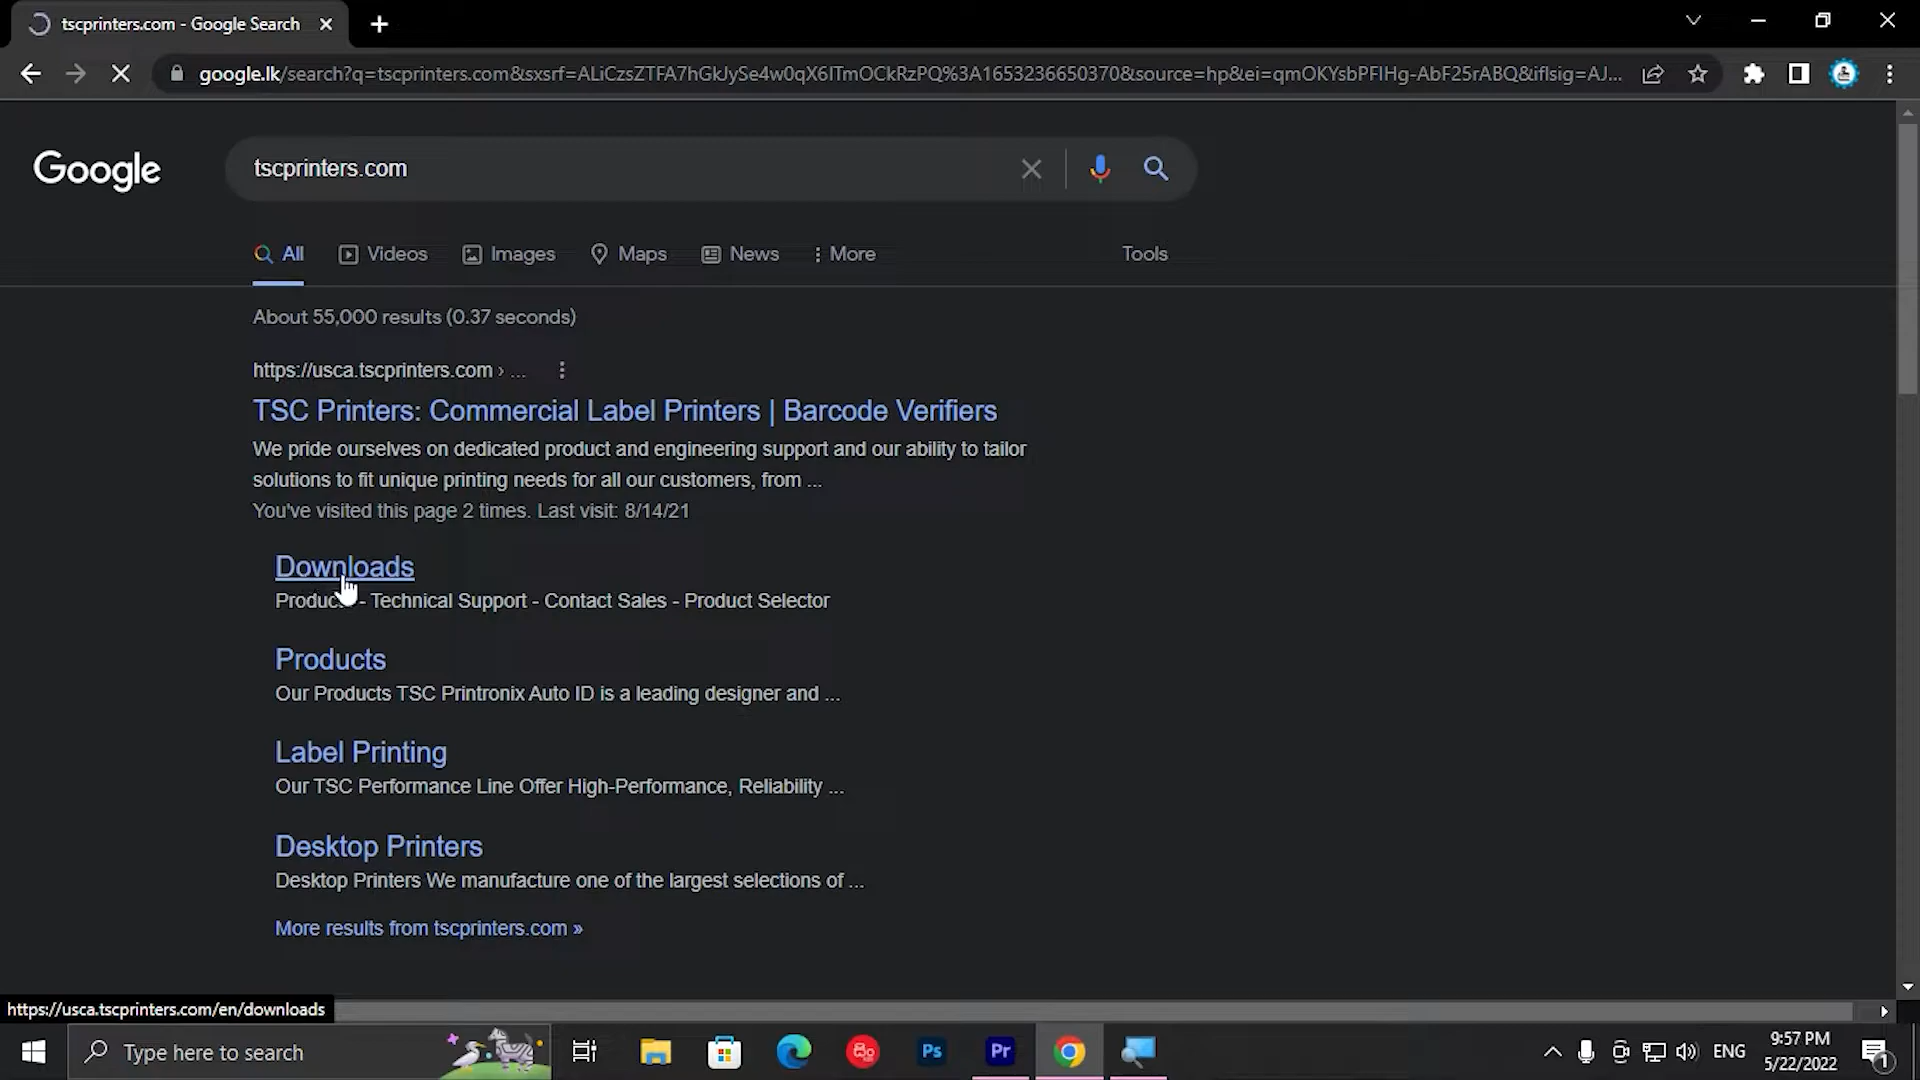 tscprinters.com - Google Search
google.lk/search?q=tscprinters.com&sxsrf=ALiCzsZTFA7hGkJySe4w0qX6ITmOCkRzPQ%3A1653236650370&source=hp&ei=qmOKYsbPFIHg-AbF25rABQ&iflsig=AJ...
Google
tscprinters.com
All
Videos
Images
Maps
News
More
Tools
About 55,000 results (0.37 seconds)
https://usca.tscprinters.com › ...
TSC Printers: Commercial Label Printers | Barcode Verifiers
We pride ourselves on dedicated product and engineering support and our ability to tailor
solutions to fit unique printing needs for all our customers, from ...
You've visited this page 2 times. Last visit: 8/14/21
Downloads
Produc - Technical Support - Contact Sales - Product Selector
Products
Our Products TSC Printronix Auto ID is a leading designer and ...
Label Printing
Our TSC Performance Line Offer High-Performance, Reliability ...
Desktop Printers
Desktop Printers We manufacture one of the largest selections of ...
More results from tscprinters.com »
https://usca.tscprinters.com/en/downloads
Type here to search
Ps
Pr
ENG
9:57 PM
5/22/2022
1